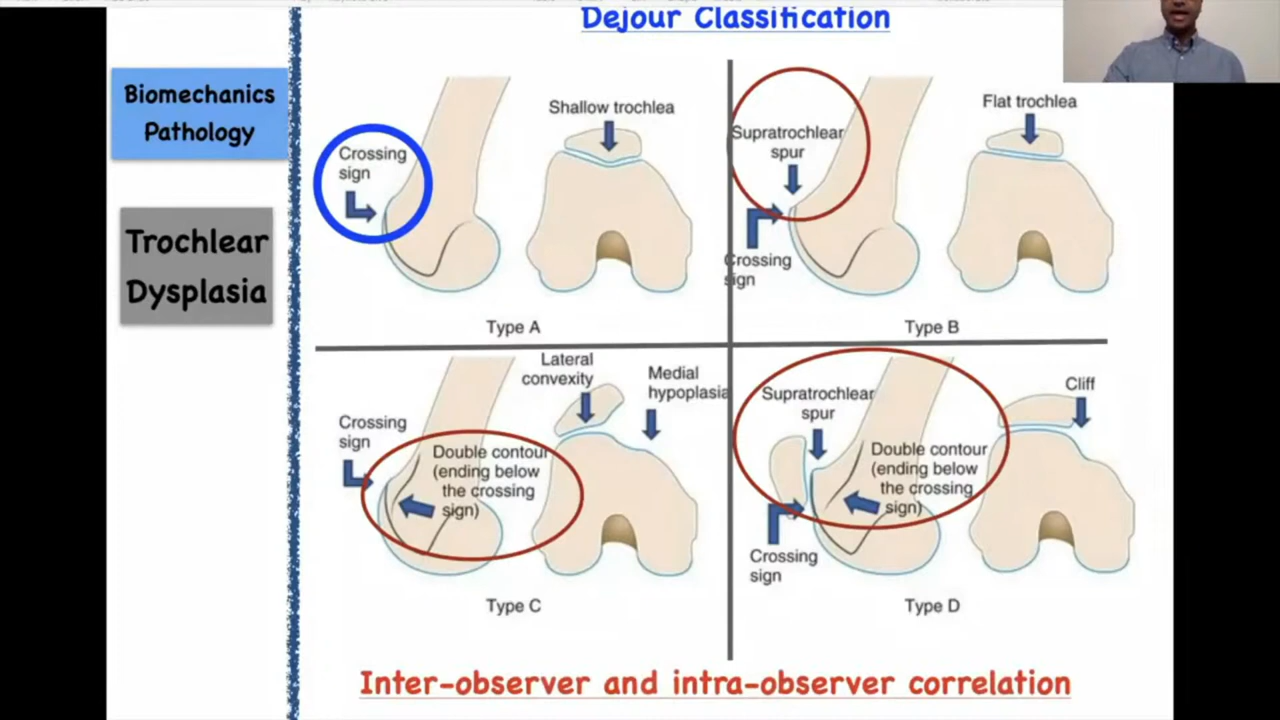 Dejour Classification
Biomechanics
Pathology
Trochlear
Dysplasia
Crossing
sign
Shallow trochlea
Type A
Supratrochlear
spur
Crossing
sign
Flat trochlea
Type B
Crossing
sign
Double contour
(ending below
the crossing
sign)
Lateral
convexity
Medial
hypoplasia
Type C
Supratrochlear
spur
Double contour
(ending below
the crossing
sign)
Crossing
sign
Cliff
Type D
Inter-observer and intra-observer correlation